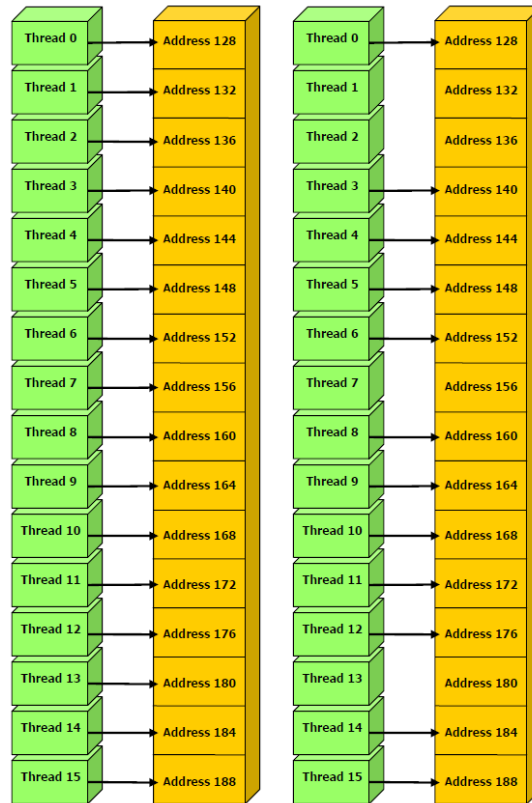 Thread 0 Address 128 Thread 0 Address 128
Thread 1 Address 132 Thread 1 Address 132
Thread 2 Address 136 Thread 2 Address 136
Thread 3 Address 140 Thread 3 Address 140
Thread 4 Address 144 Thread 4 Address 144
Thread 5 Address 148 Thread 5 Address 148
Thread 6 Address 152 Thread 6 Address 152
Thread 7 Address 156 Thread 7 Address 156
Thread 8 Address 160 Thread 8 Address 160
Thread 9 Address 164 Thread 9 Address 164
Thread 10 Address 168 Thread 10 Address 168
Thread 11 Address 172 Thread 11 Address 172
Thread 12 Address 176 Thread 12 Address 176
Thread 13 Address 180 Thread 13 Address 180
Thread 14 Address 184 Thread 14 Address 184
Thread 15 Address 188 Thread 15 Address 188